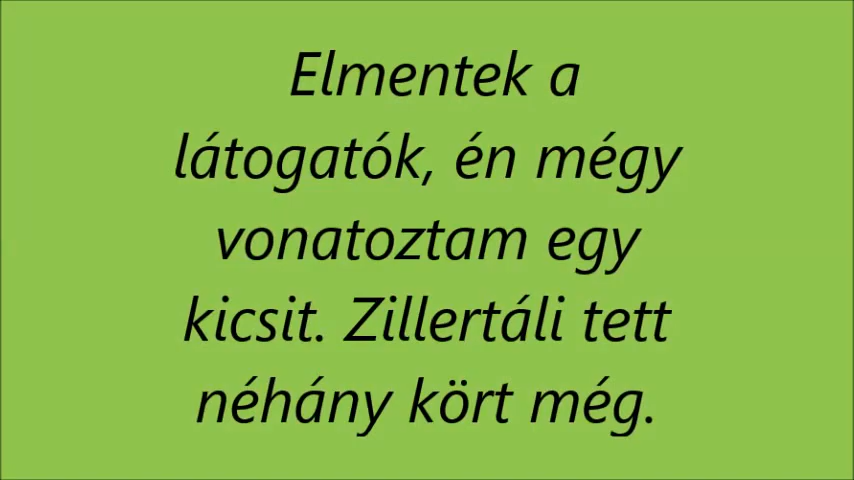 Elmentek a
látogatók, én mégy
vonatoztam egy
kicsit. Zillertáli tett
néhány kört még.